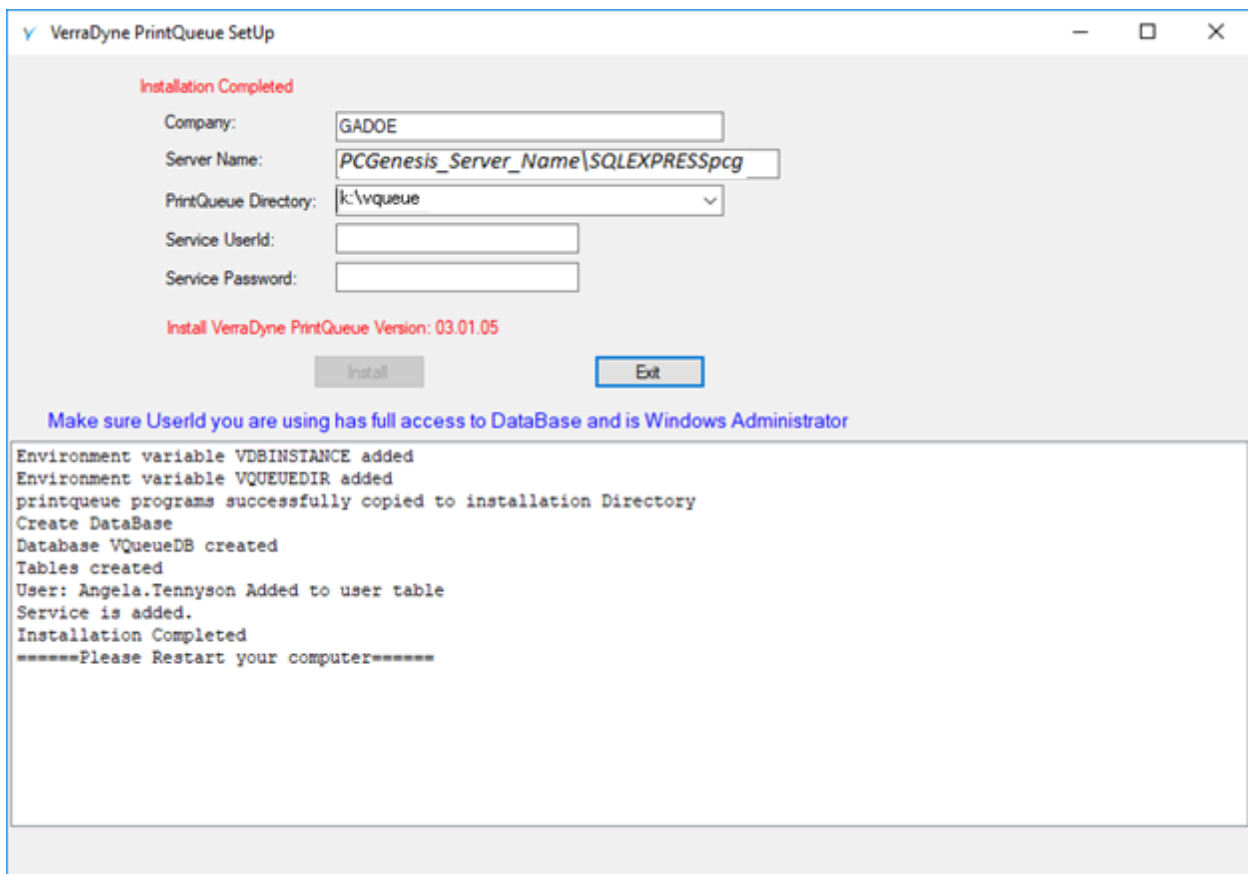 VerraDyne PrintQueue SetUp
Installation Completed
Company: GADOE
Server Name: PCGenesis_Server_Name\SQLEXPRESSpcg
PrintQueue Directory: k:\vqueue
Service UserId:
Service Password:
Install VerraDyne PrintQueue Version: 03.01.05
Install Exit
Make sure UserId you are using has full access to DataBase and is Windows Administrator
Environment variable VDBINSTANCE added
Environment variable VQUEUEDIR added
printqueue programs successfully copied to installation Directory
Create DataBase
Database VQueueDB created
Tables created
User: Angela.Tennyson Added to user table
Service is added.
Installation Completed
======Please Restart your computer======